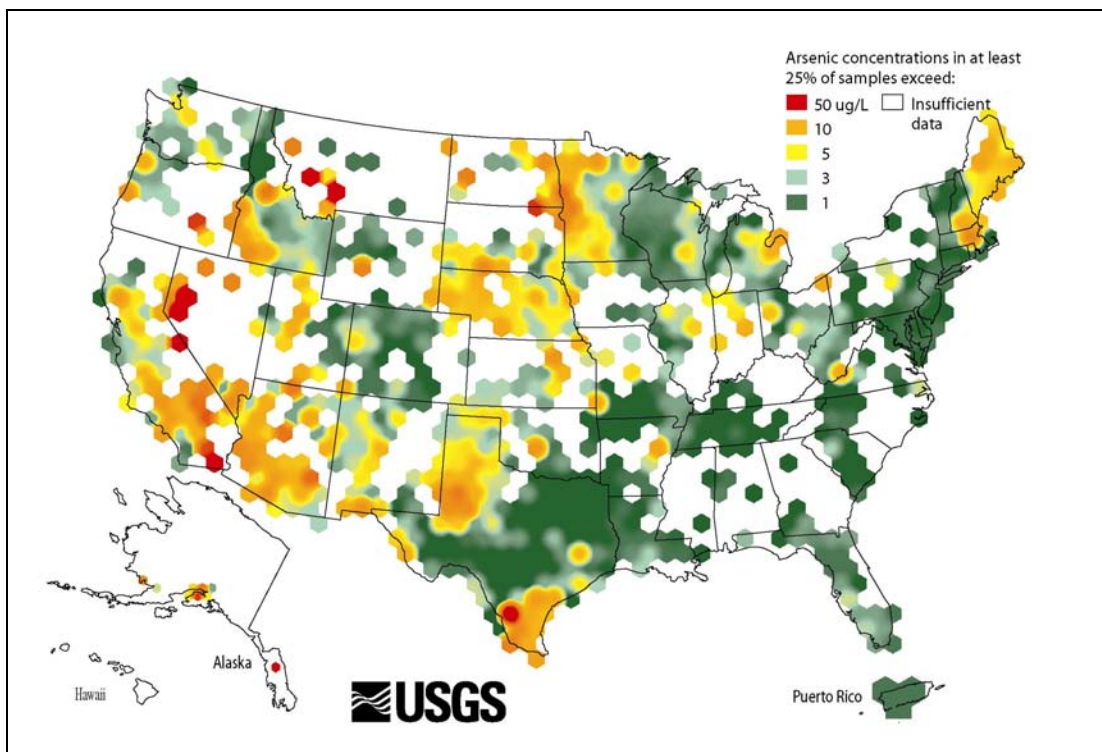 Arsenic concentrations in at least
25% of samples exceed:
50 ug/L
Insufficient
data
10
5
3
1
Alaska
Hawaii
USGS
Puerto Rico